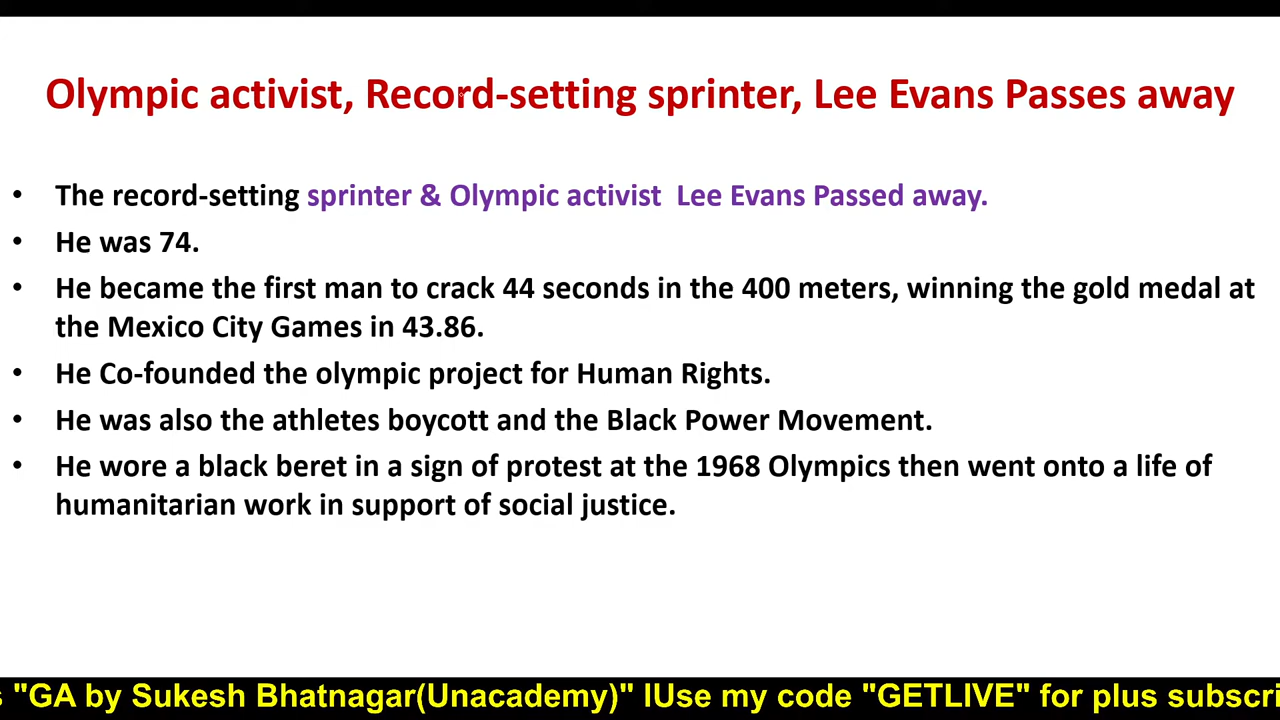 Olympic activist, Record-setting sprinter, Lee Evans Passes away
• The record-setting sprinter & Olympic activist Lee Evans Passed away.
• He was 74.
• He became the first man to crack 44 seconds in the 400 meters, winning the gold medal at
the Mexico City Games in 43.86.
• He Co-founded the olympic project for Human Rights.
• He was also the athletes boycott and the Black Power Movement.
• He wore a black beret in a sign of protest at the 1968 Olympics then went onto a life of
humanitarian work in support of social justice.
"GA by Sukesh Bhatnagar(Unacademy)" lUse my code "GETLIVE" for plus